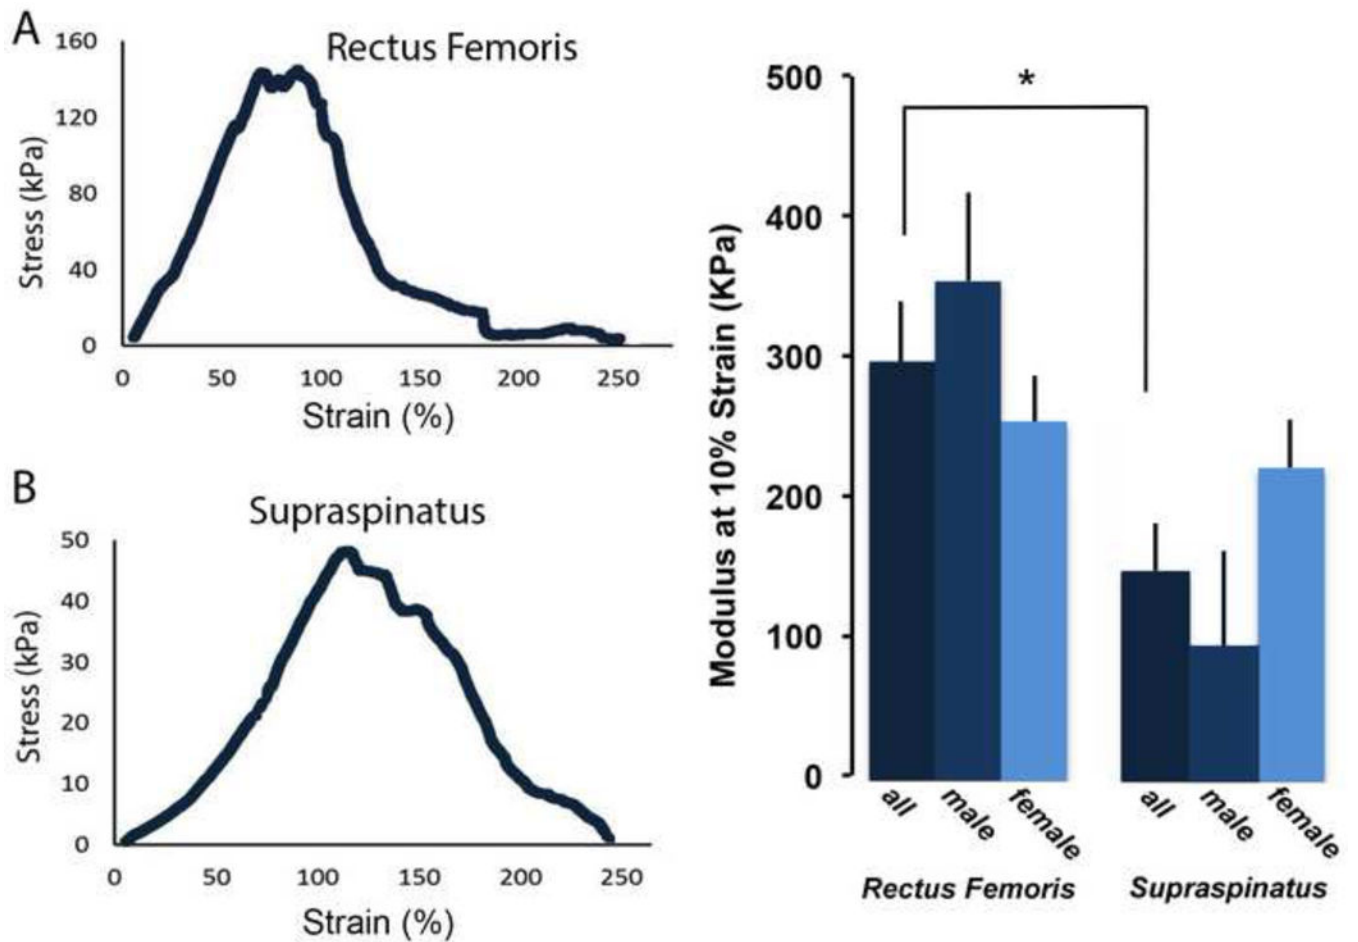 A
Rectus Femoris
Stress (kPa)
160
120
80
40
0
0 50 100 150 200 250
Strain (%)
B
Supraspinatus
Stress (kPa)
50
40
30
20
10
0
0 50 100 150 200 250
Strain (%)
Modulus at 10% Strain (KPa)
500
400
300
200
100
0
*
all male female all male female
Rectus Femoris Supraspinatus